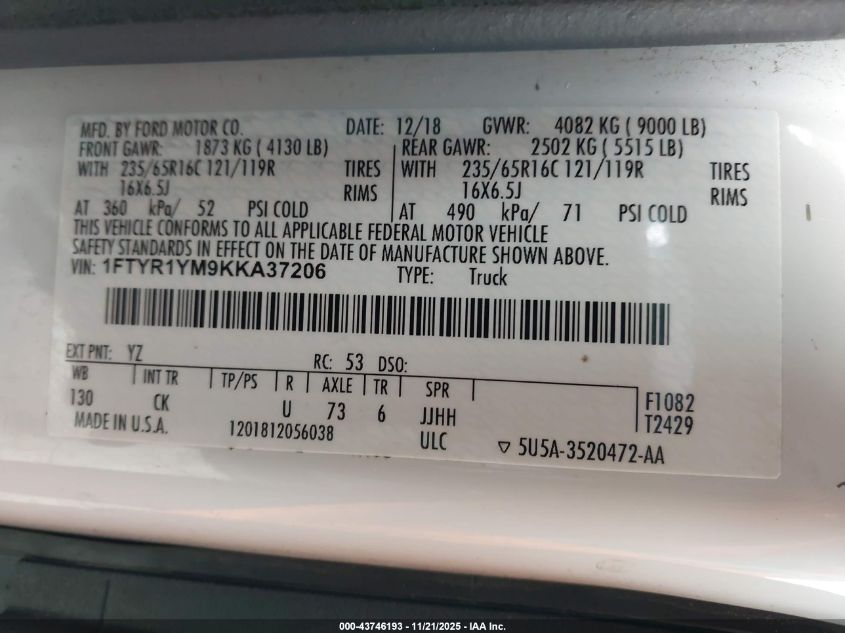 MFD. BY FORD MOTOR CO. DATE: 12/18 GVWR: 4082 KG ( 9000 LB)
FRONT GAWR: 1873 KG ( 4130 LB) REAR GAWR: 2502 KG ( 5515 LB)
WITH 235/65R16C 121/119R TIRES WITH 235/65R16C 121/119R TIRES
16X6.5J RIMS 16X6.5J RIMS
AT 360 kPa/ 52 PSI COLD AT 490 kPa/ 71 PSI COLD
THIS VEHICLE CONFORMS TO ALL APPLICABLE FEDERAL MOTOR VEHICLE
SAFETY STANDARDS IN EFFECT ON THE DATE OF MANUFACTURE SHOWN ABOVE.
VIN: 1FTYR1YM9KKA37206 TYPE: Truck
EXT PNT: YZ RC: 53 DSO:
WB INT TR TP/PS R AXLE TR SPR
130 CK U 73 6 JJHH F1082
MADE IN U.S.A. 1201812056038 ULC T2429
5U5A-3520472-AA
000-43746193 - 11/21/2025 - IAA Inc.